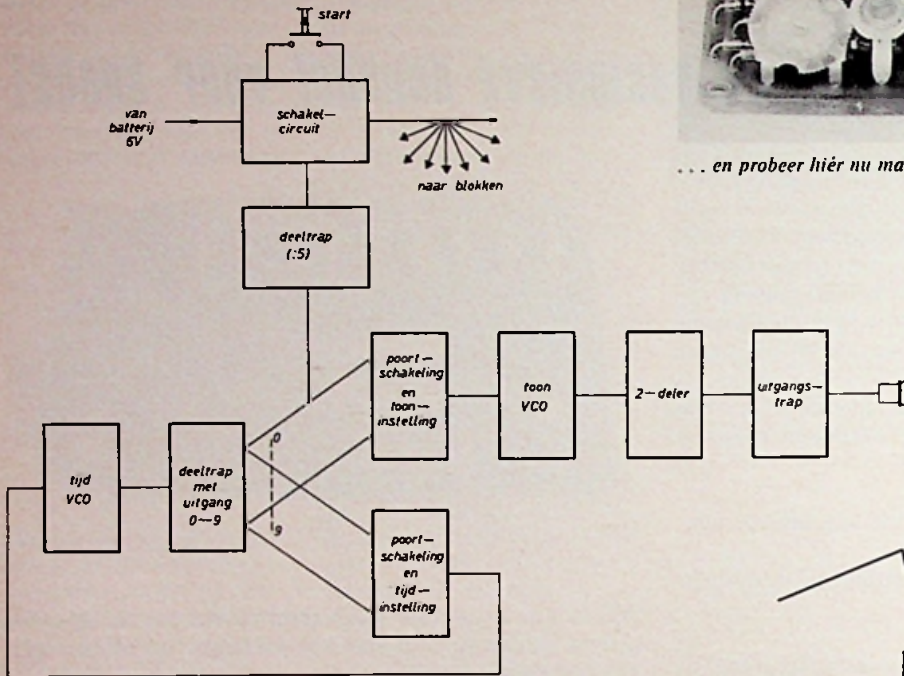 start
van
batterij
6V
schakel-
circuit
naar blokken
... en probeer hiér nu ma
deeltrap
(:5)
poort-
schakeling
en
toon-
instelling
toon
VCO
2-deler
uitgangs-
trap
tijd
VCO
deeltrap
met
uitgang
0-9
0
9
poort-
schakeling
en
tijd-
instelling